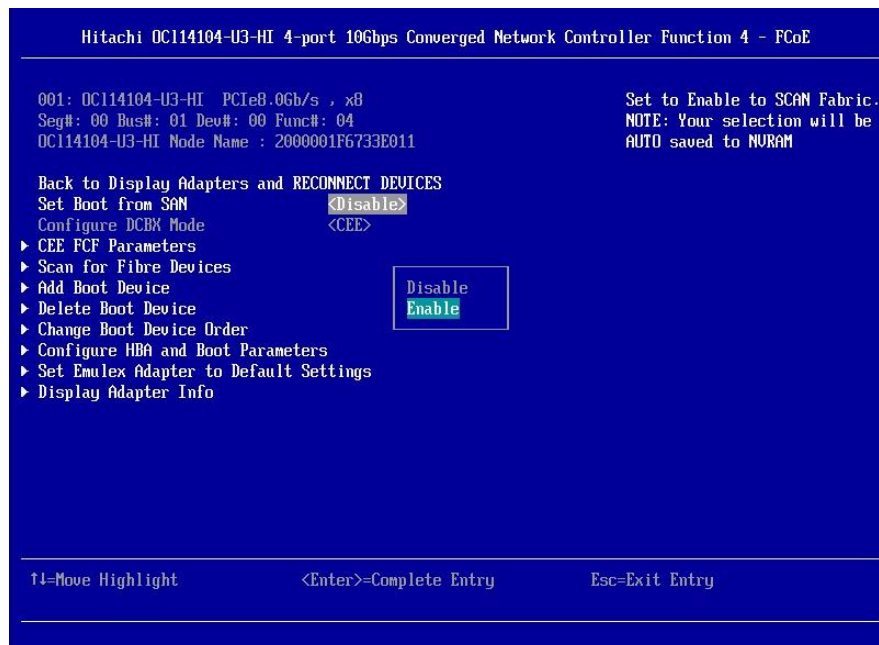 Hitachi OCl14104-U3-HI 4-port 10Gbps Converged Network Controller Function 4 - FCoE
001: OCl14104-U3-HI PCIe8.0Gb/s , x8
Seg#: 00 Bus#: 01 Dev#: 00 Func#: 04
OCl14104-U3-HI Node Name : 2000001F6733E011
Set to Enable to SCAN Fabric.
NOTE: Your selection will be
AUTO saved to NVRAM
Back to Display Adapters and RECONNECT DEVICES
Set Boot from SAN <Disable>
Configure DCBX Mode <CEE>
▶ CEE FCF Parameters
▶ Scan for Fibre Devices
▶ Add Boot Device
▶ Delete Boot Device
▶ Change Boot Device Order
▶ Configure HBA and Boot Parameters
▶ Set Emulex Adapter to Default Settings
▶ Display Adapter Info
Disable
Enable
↑↓=Move Highlight <Enter>=Complete Entry Esc=Exit Entry